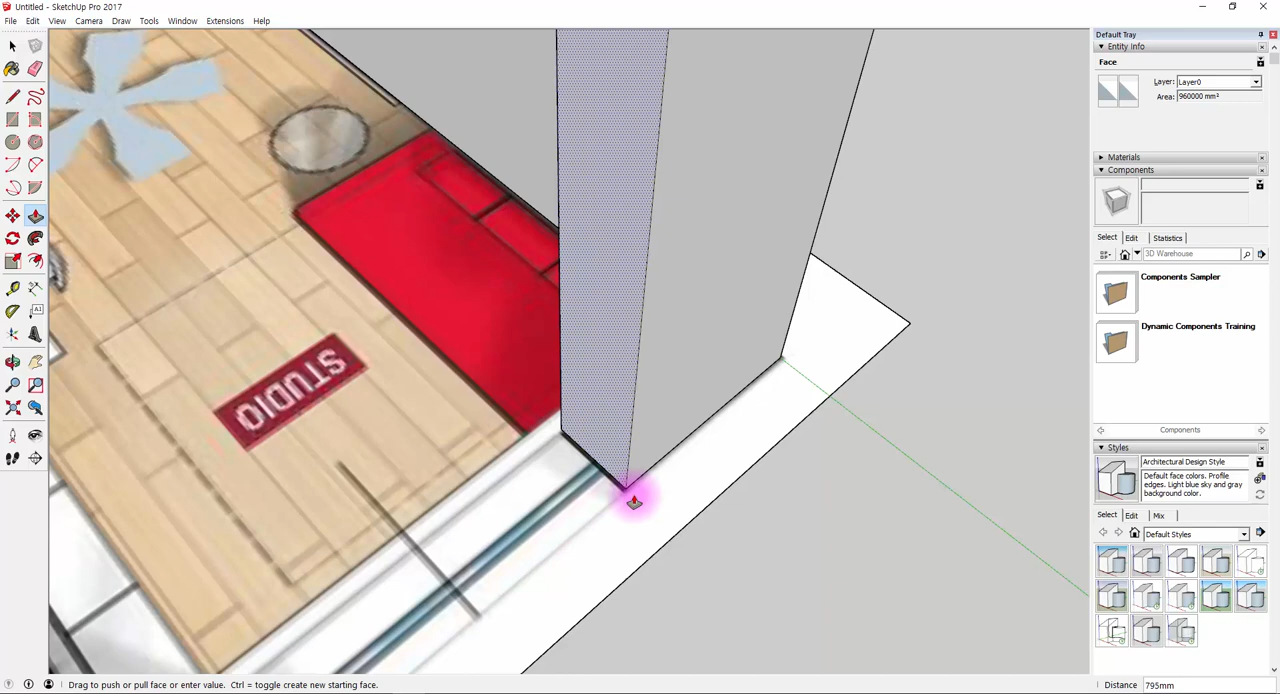 Untitled - SketchUp Pro 2017
File Edit View Camera Draw Tools Window Extensions Help
Default Tray
Entity Info
Face
Layer: Layer0
Area: 960000 mm²
Materials
Components
Select Edit Statistics
3D Warehouse
Components Sampler
Dynamic Components Training
Components
Styles
Architectural Design Style
Default face colors. Profile
edges. Light blue sky and gray
background color.
Select Edit Mix
Default Styles
STUDIO
A1
Drag to push or pull face or enter value. Ctrl = toggle create new starting face.
Distance 795mm